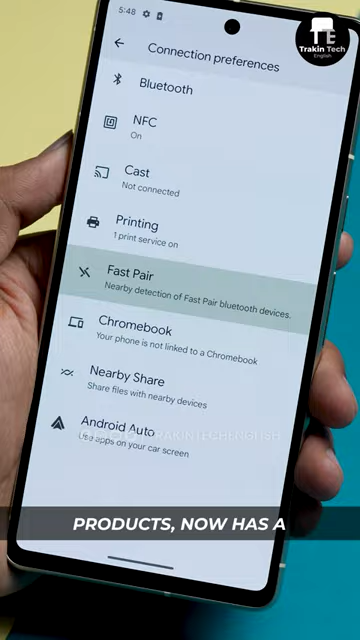 5:48
Trakin Tech
English
Connection preferences
Bluetooth
NFC
On
Cast
Not connected
Printing
1 print service on
Fast Pair
Nearby detection of Fast Pair bluetooth devices.
Chromebook
Your phone is not linked to a Chromebook
Nearby Share
Share files with nearby devices
Android Auto
TRAKINTECHENGLISH
Use apps on your car screen
PRODUCTS, NOW HAS A